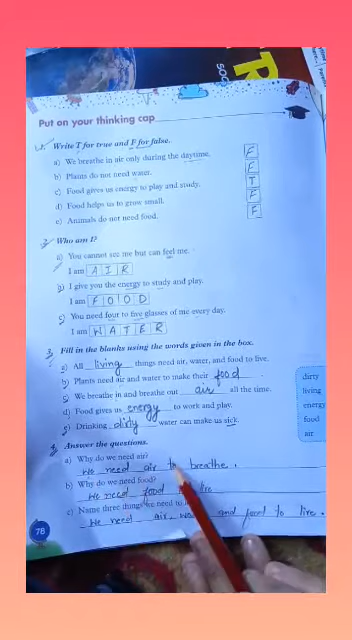 Put on your thinking cap
1. Write T for true and F for false.
a) We breathe in air only during the daytime. F
b) Plants do not need water. F
c) Food gives us energy to play and study. T
d) Food helps us to grow small. F
e) Animals do not need food. F
2. Who am I?
a) You cannot see me but can feel me.
I am A I R
b) I give you the energy to study and play.
I am F O O D
c) You need four to five glasses of me every day.
I am W A T E R
3. Fill in the blanks using the words given in the box.
a) All living things need air, water, and food to live.
b) Plants need air and water to make their food
c) We breathe in and breathe out air all the time.
d) Food gives us energy to work and play.
e) Drinking dirty water can make us sick.
dirty
living
energy
food
air
4. Answer the questions.
a) Why do we need air?
We need air to breathe.
b) Why do we need food?
We need food live
c) Name three things we need to
We need air, and food to live.
78